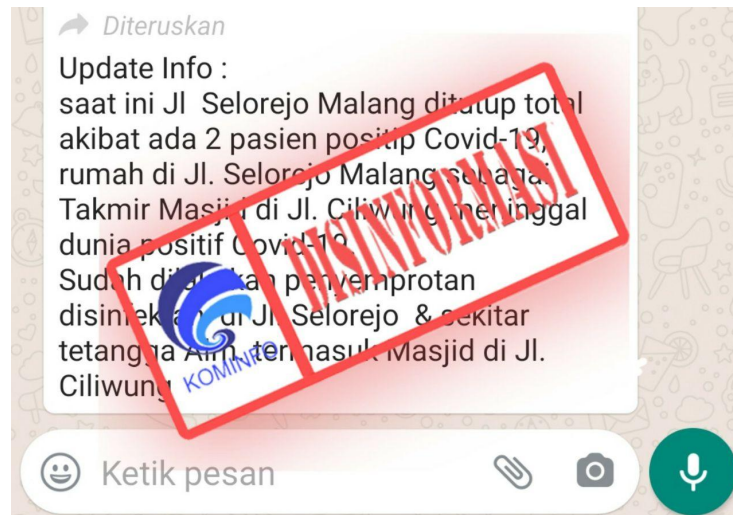 Diteruskan
Update Info :
saat ini Jl Selorejo Malang ditutup total
akibat ada 2 pasien positip Covid-19,
rumah di Jl. Selorejo Malang sebagai
Takmir Masjid di Jl. Ciliwung meninggal
dunia positif Covid-19.
Sudah dilakukan penyemprotan
disinfektan di Jl. Selorejo & sekitar
tetangga Alm, termasuk Masjid di Jl.
Ciliwung
DISINFORMASI
KOMINFO
Ketik pesan